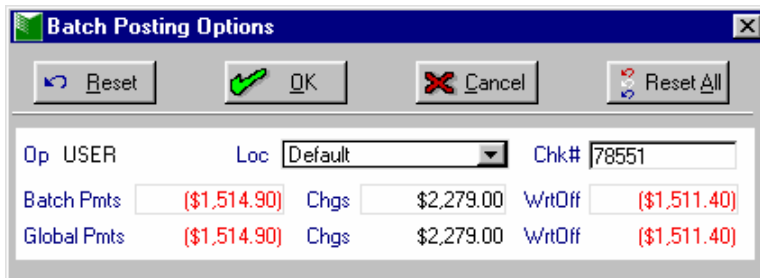 Batch Posting Options
Reset OK Cancel Reset All
Op USER Loc Default Chk# 78551
Batch Pmts ($1,514.90) Chgs $2,279.00 WrtOff ($1,511.40)
Global Pmts ($1,514.90) Chgs $2,279.00 WrtOff ($1,511.40)